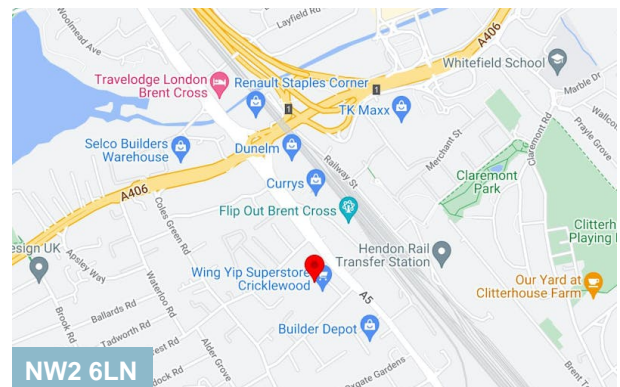 Woolmead Ave
Layfield Rd
A406
Whitefield School
Travelodge London
Brent Cross
Renault Staples Corner
1
1
TK Maxx
Marble Dr
Prayle Grove
Claremont Rd
Selco Builders
Warehouse
Dunelm
Railway St
Merchant St
Claremont
Park
A406
Currys
Coles Green Rd
Flip Out Brent Cross
Clitterh
Playing
Hendon Rail
Transfer Station
esign UK
Apsley Way
Wing Yip Superstore
Cricklewood
A5
Our Yard at
Clitterhouse Farm
Waterloo Rd
Brook Rd
Ballards Rd
Tadworth Rd
Alder Grove
Builder Depot
NW2 6LN